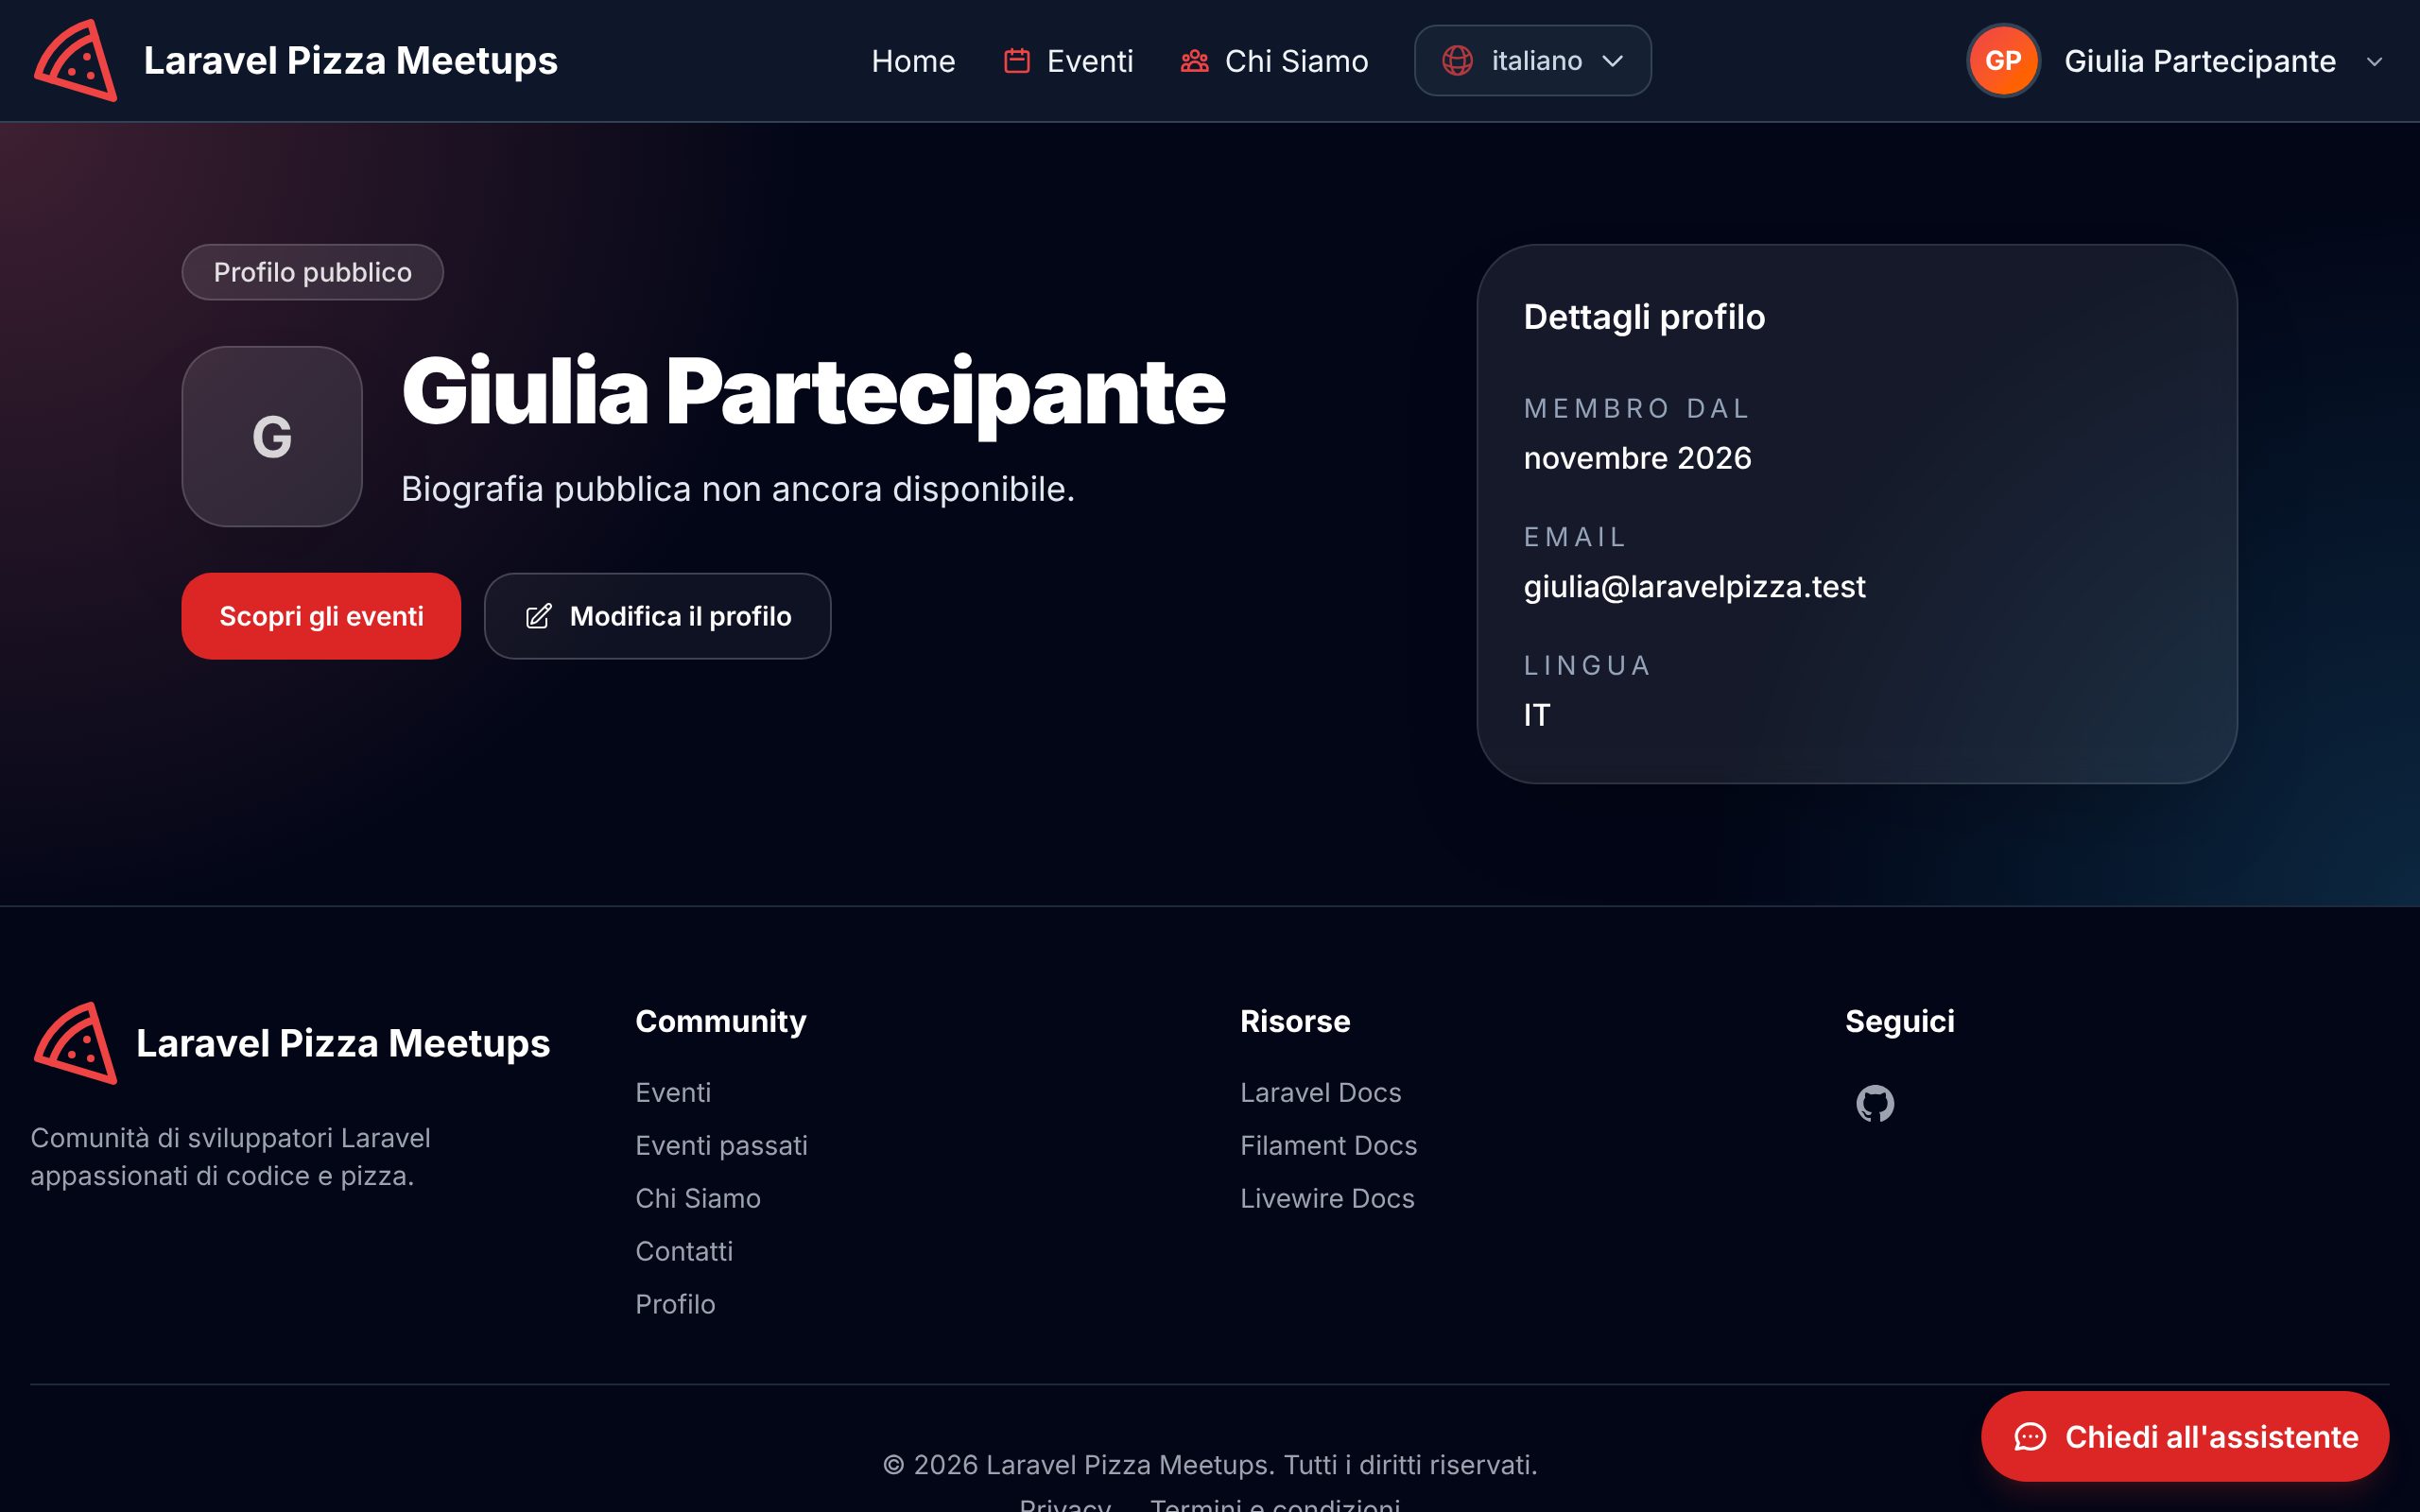 Laravel Pizza Meetups
Home
Eventi
Chi Siamo
italiano
GP
Giulia Partecipante
Profilo pubblico
G
Giulia Partecipante
Biografia pubblica non ancora disponibile.
Scopri gli eventi
Modifica il profilo
Dettagli profilo
MEMBRO DAL
novembre 2026
EMAIL
giulia@laravelpizza.test
LINGUA
IT
Laravel Pizza Meetups
Comunità di sviluppatori Laravel
appassionati di codice e pizza.
Community
Eventi
Eventi passati
Chi Siamo
Contatti
Profilo
Risorse
Laravel Docs
Filament Docs
Livewire Docs
Seguici
Chiedi all'assistente
© 2026 Laravel Pizza Meetups. Tutti i diritti riservati.
Privacy
Termini e condizioni